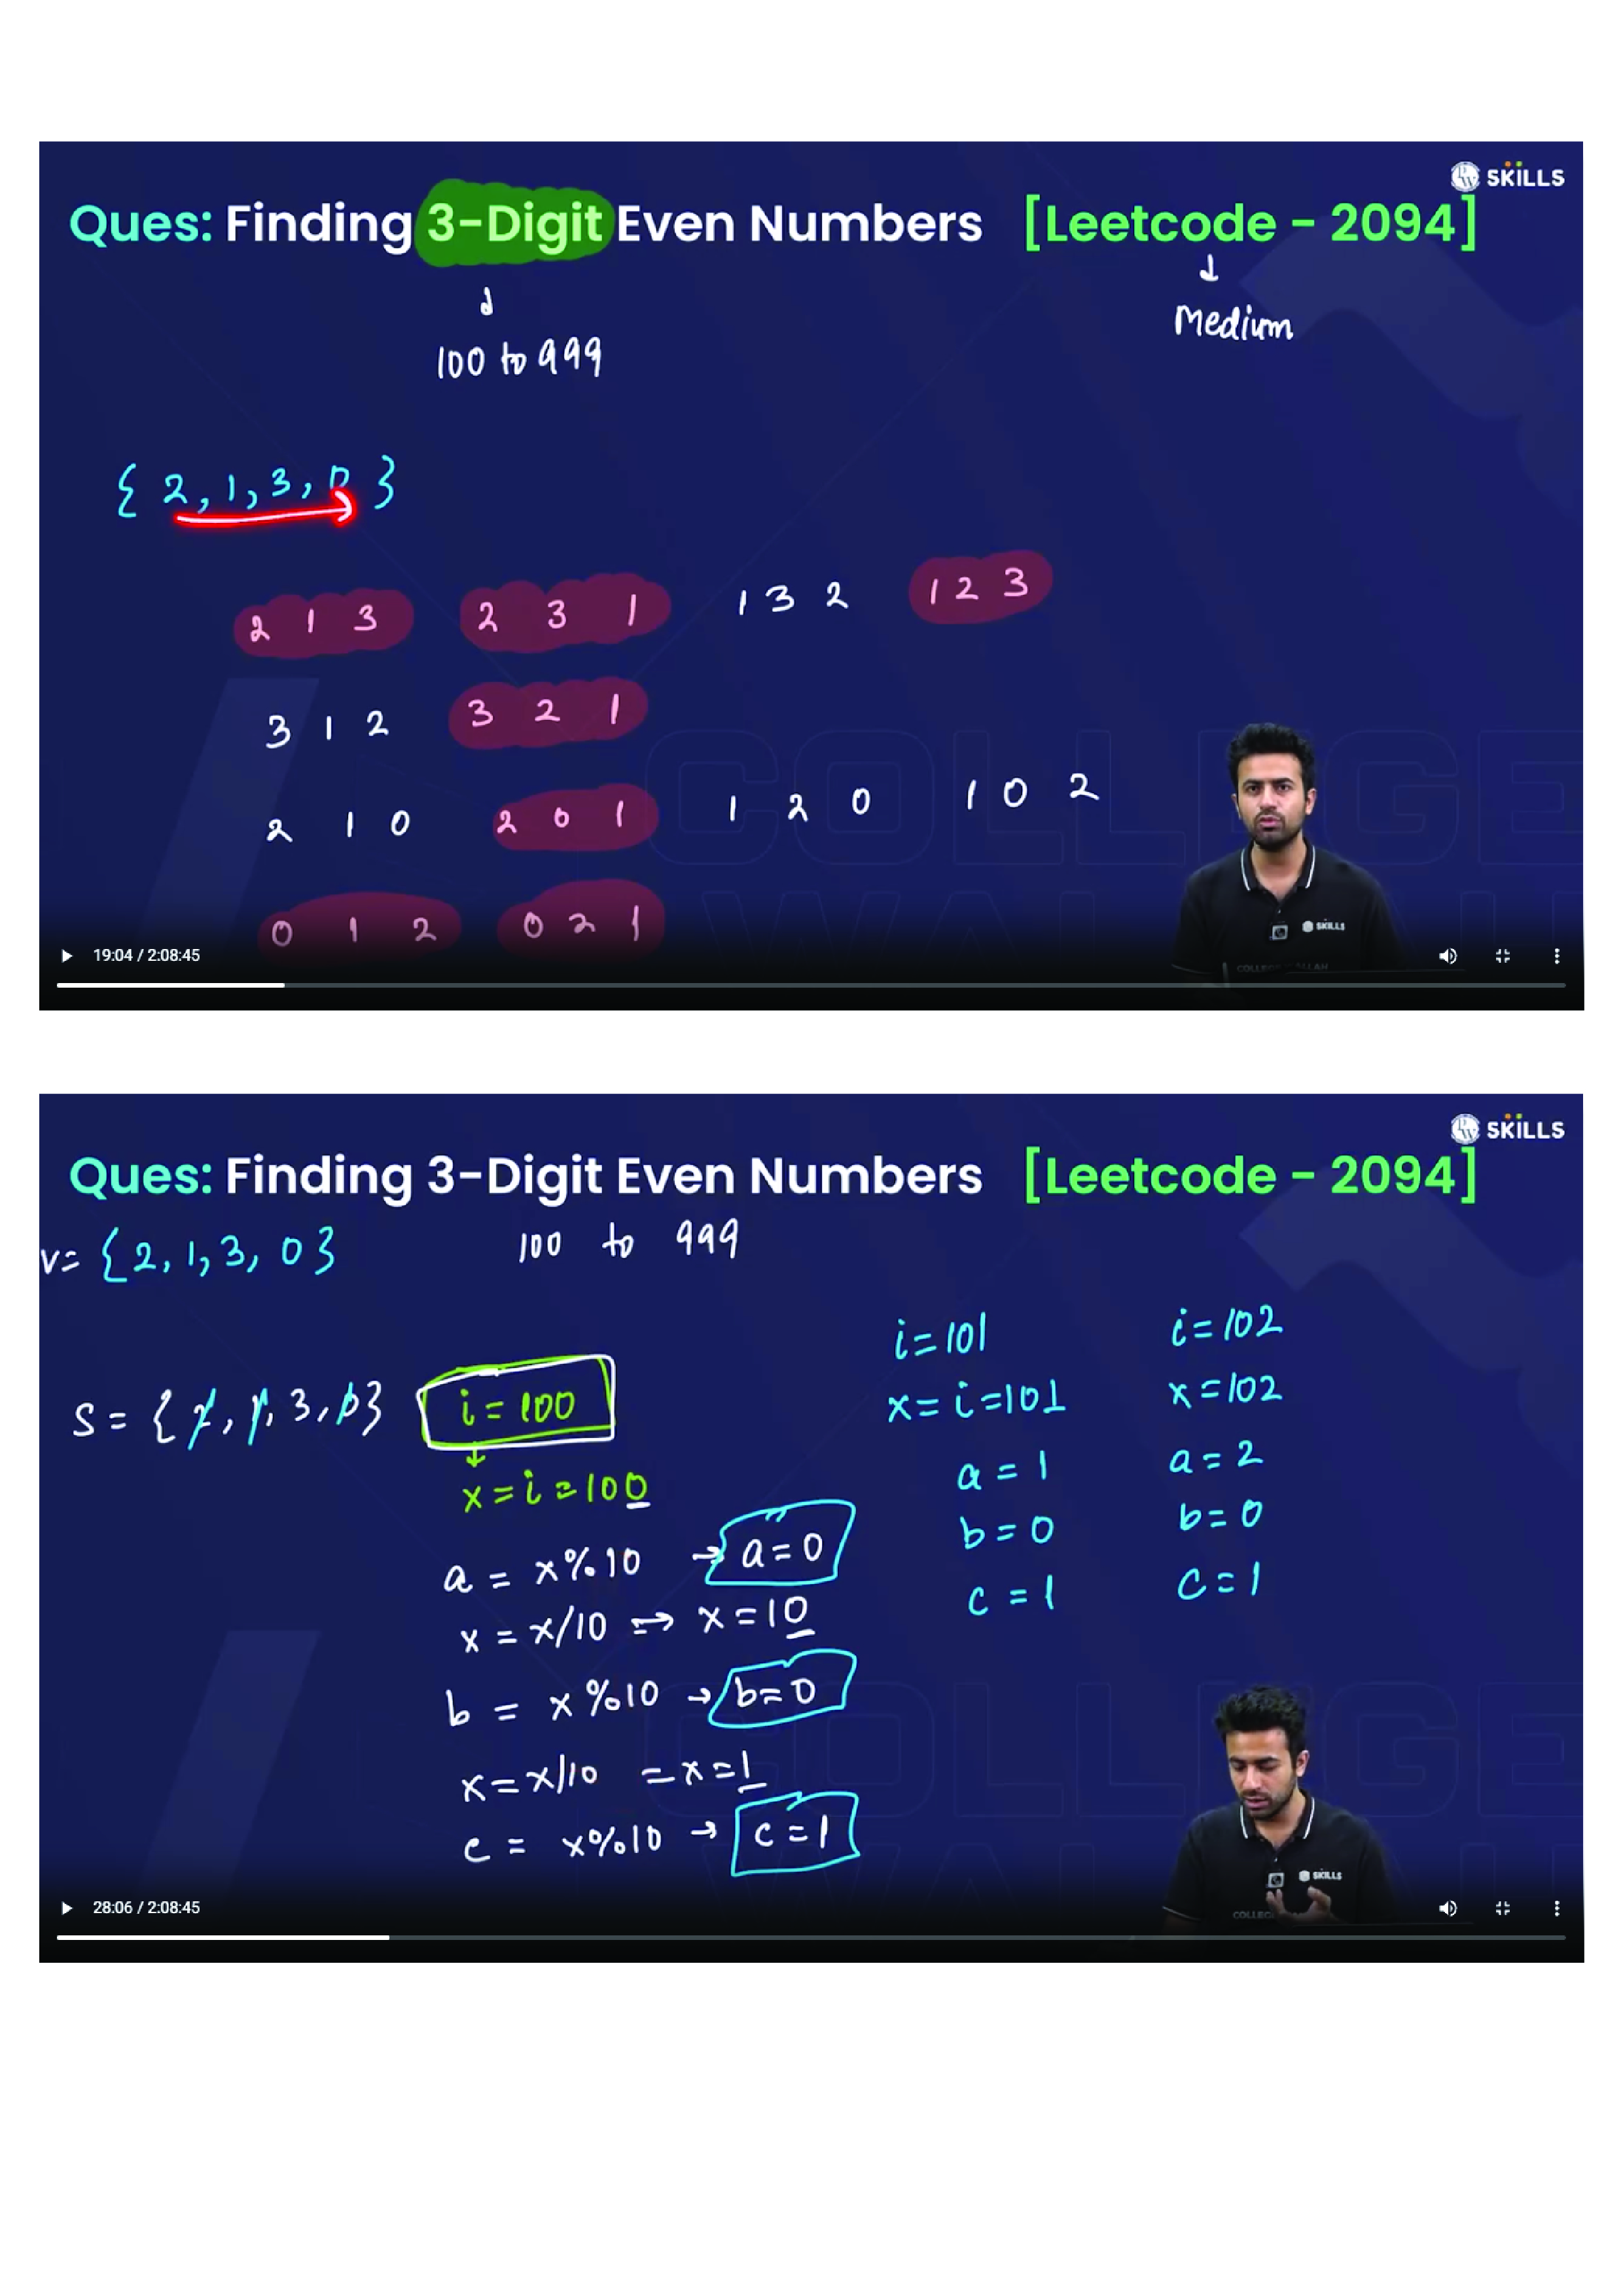 SKILLS
Ques: Finding 3-Digit Even Numbers [Leetcode - 2094]
↓ ↓
Medium
100 to 999
{ 2, 1, 3, 0 }
2 1 3 2 3 1 1 3 2 1 2 3
3 1 2 3 2 1
2 1 0 2 0 1 1 2 0 1 0 2
0 1 2 0 2 1
SKILLS
19:04 / 2:08:45
SKILLS
Ques: Finding 3-Digit Even Numbers [Leetcode - 2094]
v= {2, 1, 3, 0} 100 to 999
i=101 i=102
s = {2, 1, 3, 0} i = 100 x= i =101 x=102
x = i = 100 a = 1 a = 2
a = x%10 → a=0 b = 0 b= 0
x = x/10 ⇒ x = 10 c = 1 c = 1
b = x %10 → b=0
x = x/10 = x = 1
c = x%10 → c = 1
SKILLS
28:06 / 2:08:45